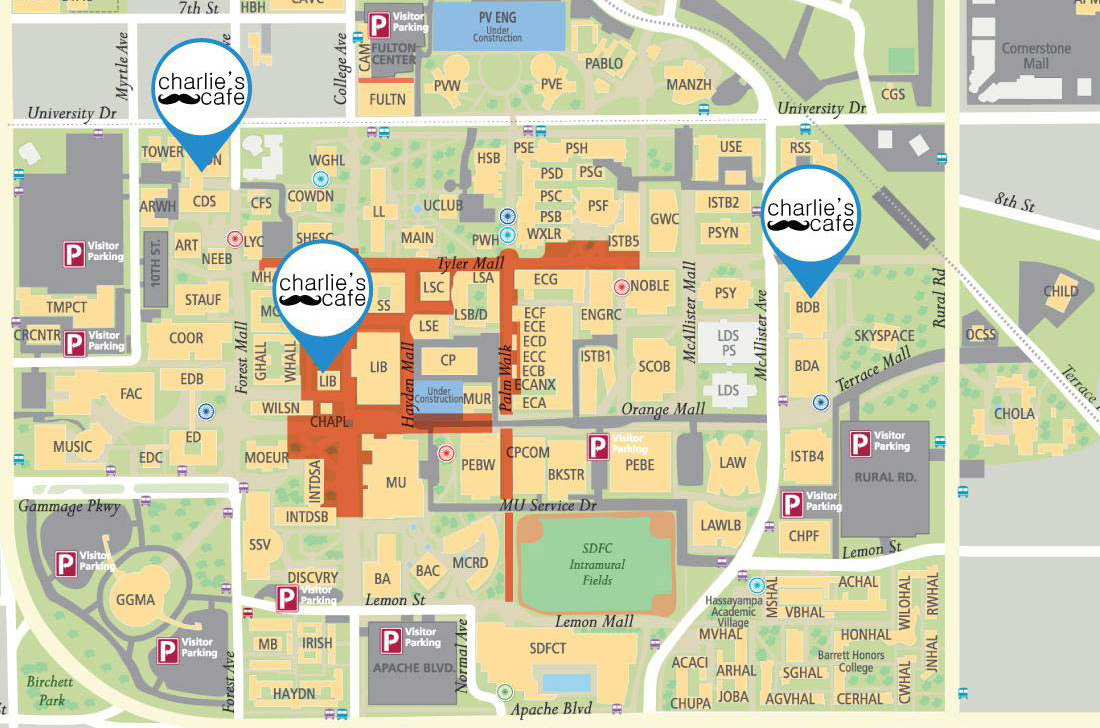 7th St
HBH
CAVC
Visitor
Parking
PV ENG
Under
Construction
CAM
FULTON
CENTER
FULTN
Myrtle Ave
College Ave
PVW
PVE
PABLO
MANZH
CGS
Cornerstone
Mall
University Dr
University Dr
charlie's
cafe
TOWER
WGHL
COWDN
HSB
PSE
PSH
PSD
PSG
PSC
PSB
PSF
USE
RSS
ISTB2
PSYN
GWC
8th St
ARWH
CDS
CFS
LL
UCLUB
MAIN
PWH
WXLR
ISTB5
charlie's
cafe
ART
LYC
NEEB
SHESC
Visitor
Parking
10TH ST.
Tyler Mall
MH
charlie's
cafe
SS
LSC
LSA
LSB/D
LSE
ECG
NOBLE
PSY
BDB
Rural Rd
CHILD
TMPCT
STAUF
CRCNTR
Visitor
Parking
COOR
Forest Mall
GHALL
WHALL
LIB
LIB
Hayden Mall
CP
Under
Construction
MUR
Palm Walk
ECF
ECE
ECD
ECC
ECB
ECANX
ECA
ENGRC
ISTB1
SCOB
McAllister Mall
LDS
PS
LDS
McAllister Ave
BDA
SKYSPACE
Terrace Mall
DCSS
Terrace
CHOLA
EDB
FAC
WILSN
CHAPL
Orange Mall
MUSIC
EDC
ED
MOEUR
INTDSA
INTDSB
MU
PEBW
CPCOM
BKSTR
Visitor
Parking
PEBE
LAW
ISTB4
Visitor
Parking
RURAL RD.
Visitor
Parking
CHPF
LAWLB
MU Service Dr
Gammage Pkwy
Visitor
Parking
GGMA
Visitor
Parking
SSV
DISCVRY
Visitor
Parking
BA
BAC
MCRD
SDFC
Intramural
Fields
Lemon St
Lemon St
Lemon Mall
Hassayampa
Academic
Village
MSHAL
ACHAL
VBHAL
WILOHAL
RWHAL
MVHAL
HONHAL
Barrett Honors
College
ACACI
ARHAL
SGHAL
CWHAL
JNHAL
CHUPA
JOBA
AGVHAL
CERHAL
MB
IRISH
HAYDN
Visitor
Parking
APACHE BLVD.
Normal Ave
SDFCT
Forest Ave
Birchett
Park
Apache Blvd